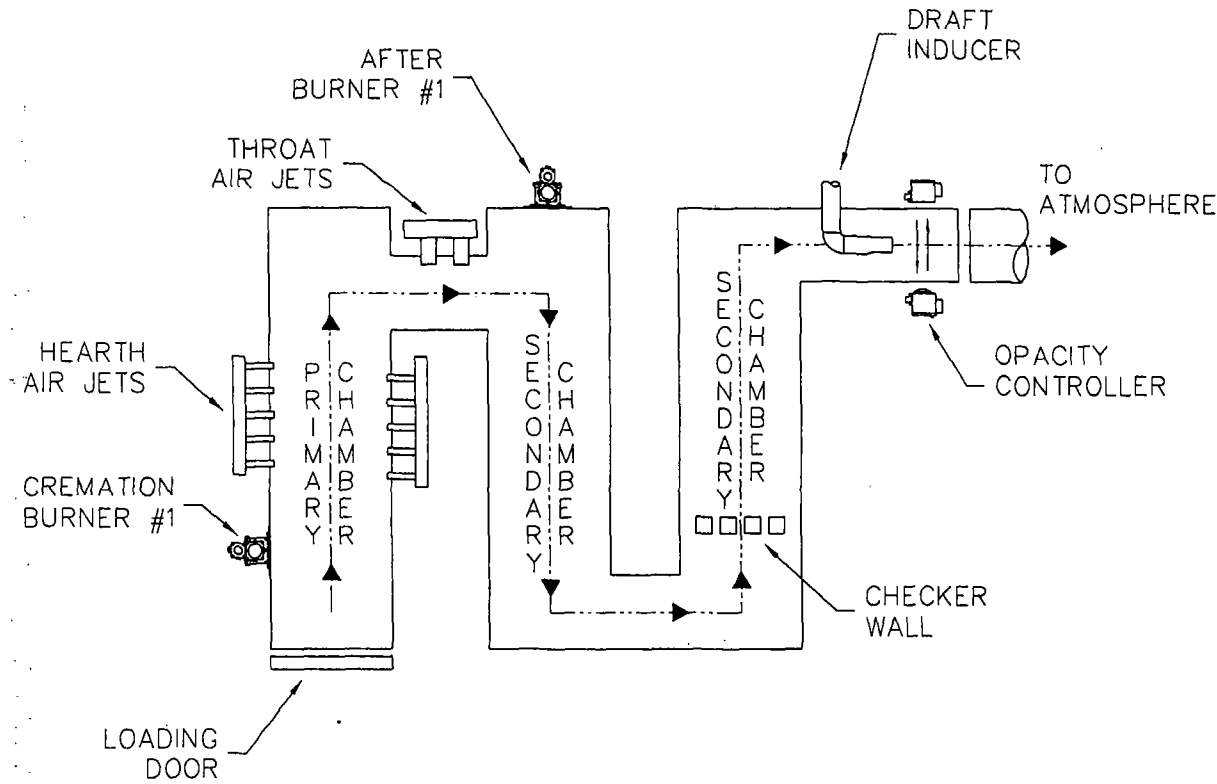 DRAFT
INDUCER
AFTER
BURNER #1
THROAT
AIR JETS
TO
ATMOSPHERE
HEARTH
AIR JETS
PRIMARY
CHAMBER
SECONDARY
CHAMBER
SECONDARY
CHAMBER
OPACITY
CONTROLLER
CREMATION
BURNER #1
CHECKER
WALL
LOADING
DOOR